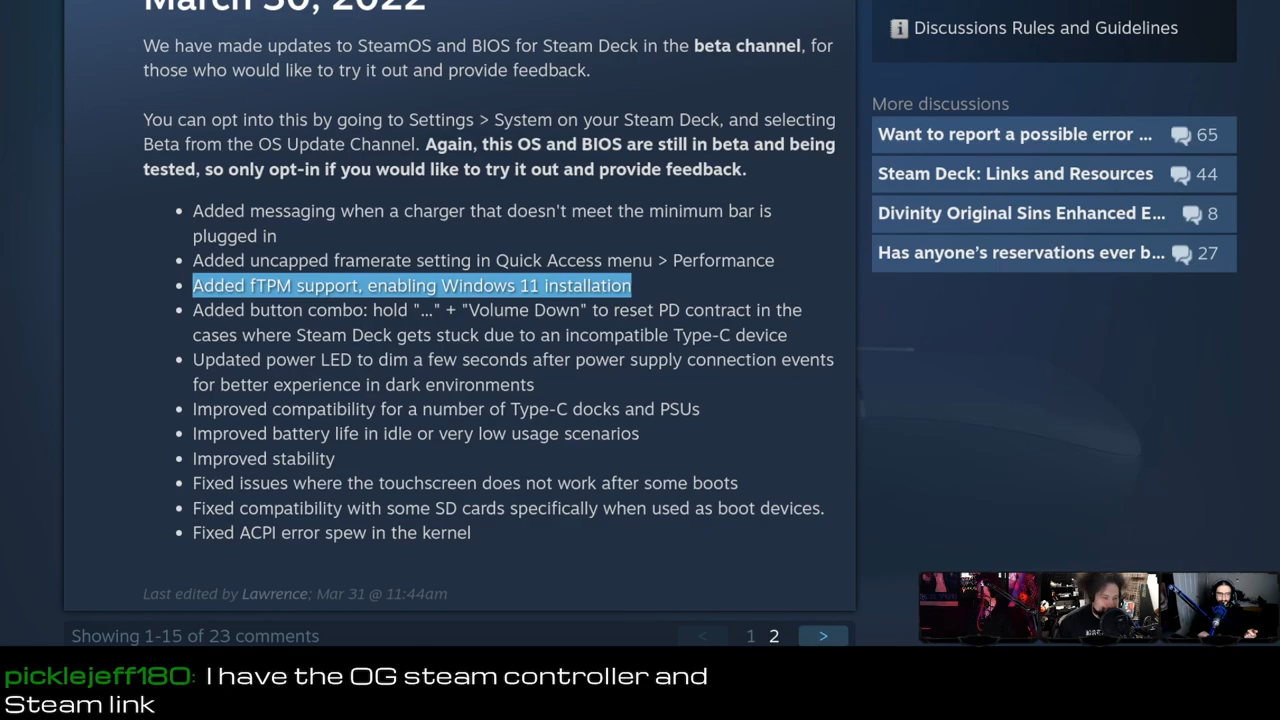 March 30, 2022
We have made updates to SteamOS and BIOS for Steam Deck in the beta channel, for
those who would like to try it out and provide feedback.
You can opt into this by going to Settings > System on your Steam Deck, and selecting
Beta from the OS Update Channel. Again, this OS and BIOS are still in beta and being
tested, so only opt-in if you would like to try it out and provide feedback.
• Added messaging when a charger that doesn't meet the minimum bar is
plugged in
• Added uncapped framerate setting in Quick Access menu > Performance
• Added fTPM support, enabling Windows 11 installation
• Added button combo: hold "..." + "Volume Down" to reset PD contract in the
cases where Steam Deck gets stuck due to an incompatible Type-C device
• Updated power LED to dim a few seconds after power supply connection events
for better experience in dark environments
• Improved compatibility for a number of Type-C docks and PSUs
• Improved battery life in idle or very low usage scenarios
• Improved stability
• Fixed issues where the touchscreen does not work after some boots
• Fixed compatibility with some SD cards specifically when used as boot devices.
• Fixed ACPI error spew in the kernel
Last edited by Lawrence; Mar 31 @ 11:44am
Showing 1-15 of 23 comments
< 1 2 >
Discussions Rules and Guidelines
More discussions
Want to report a possible error ... 65
Steam Deck: Links and Resources 44
Divinity Original Sins Enhanced E... 8
Has anyone's reservations ever b... 27
picklejeff180: I have the OG steam controller and
Steam link